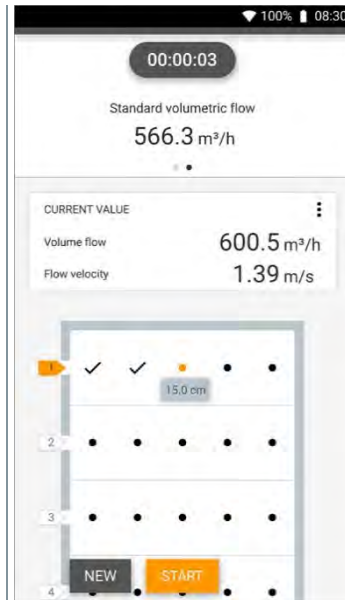 100% 08:30
00:00:03
Standard volumetric flow
566.3 m³/h
CURRENT VALUE
Volume flow 600.5 m³/h
Flow velocity 1.39 m/s
1
15,0 cm
2
3
NEW START
4